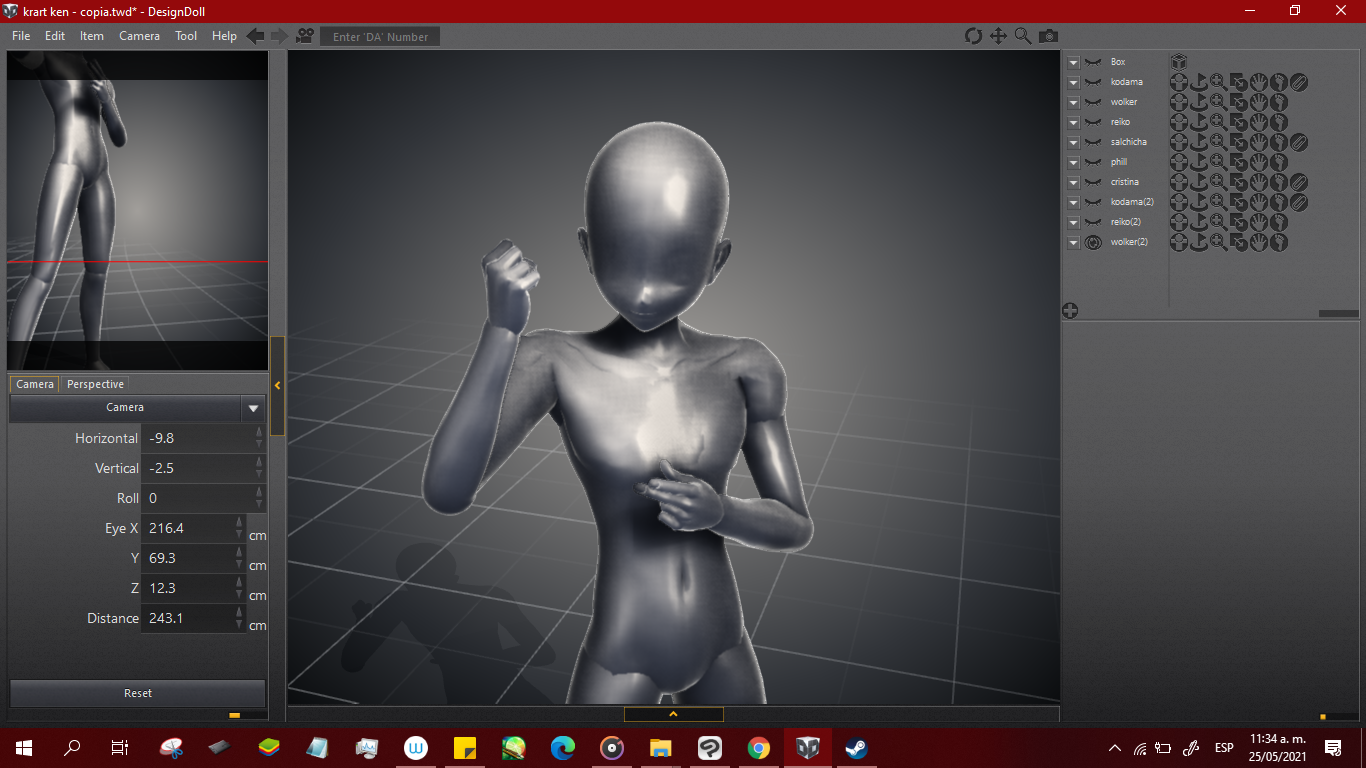 krart ken - copia.twd* - DesignDoll
File Edit Item Camera Tool Help Enter 'DA' Number
Box
kodama
wolker
reiko
salchicha
phill
cristina
kodama(2)
reiko(2)
wolker(2)
Camera Perspective
Camera
Horizontal -9.8
Vertical -2.5
Roll 0
Eye X 216.4 cm
Y 69.3 cm
Z 12.3 cm
Distance 243.1 cm
Reset
ESP
11:34 a. m.
25/05/2021